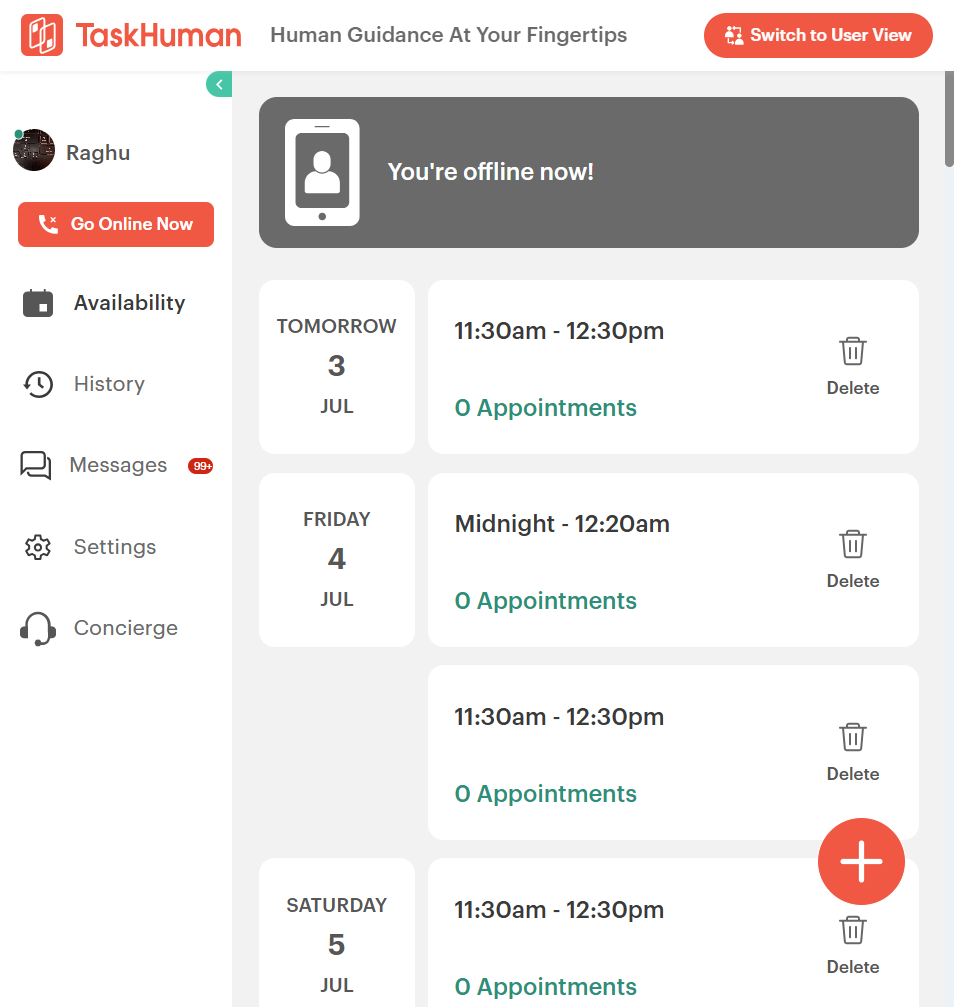 TaskHuman
Human Guidance At Your Fingertips
Switch to User View
Raghu
Go Online Now
Availability
History
Messages
99+
Settings
Concierge
You're offline now!
TOMORROW
3
JUL
11:30am - 12:30pm
0 Appointments
Delete
FRIDAY
4
JUL
Midnight - 12:20am
0 Appointments
Delete
11:30am - 12:30pm
0 Appointments
Delete
SATURDAY
5
JUL
11:30am - 12:30pm
0 Appointments
Delete